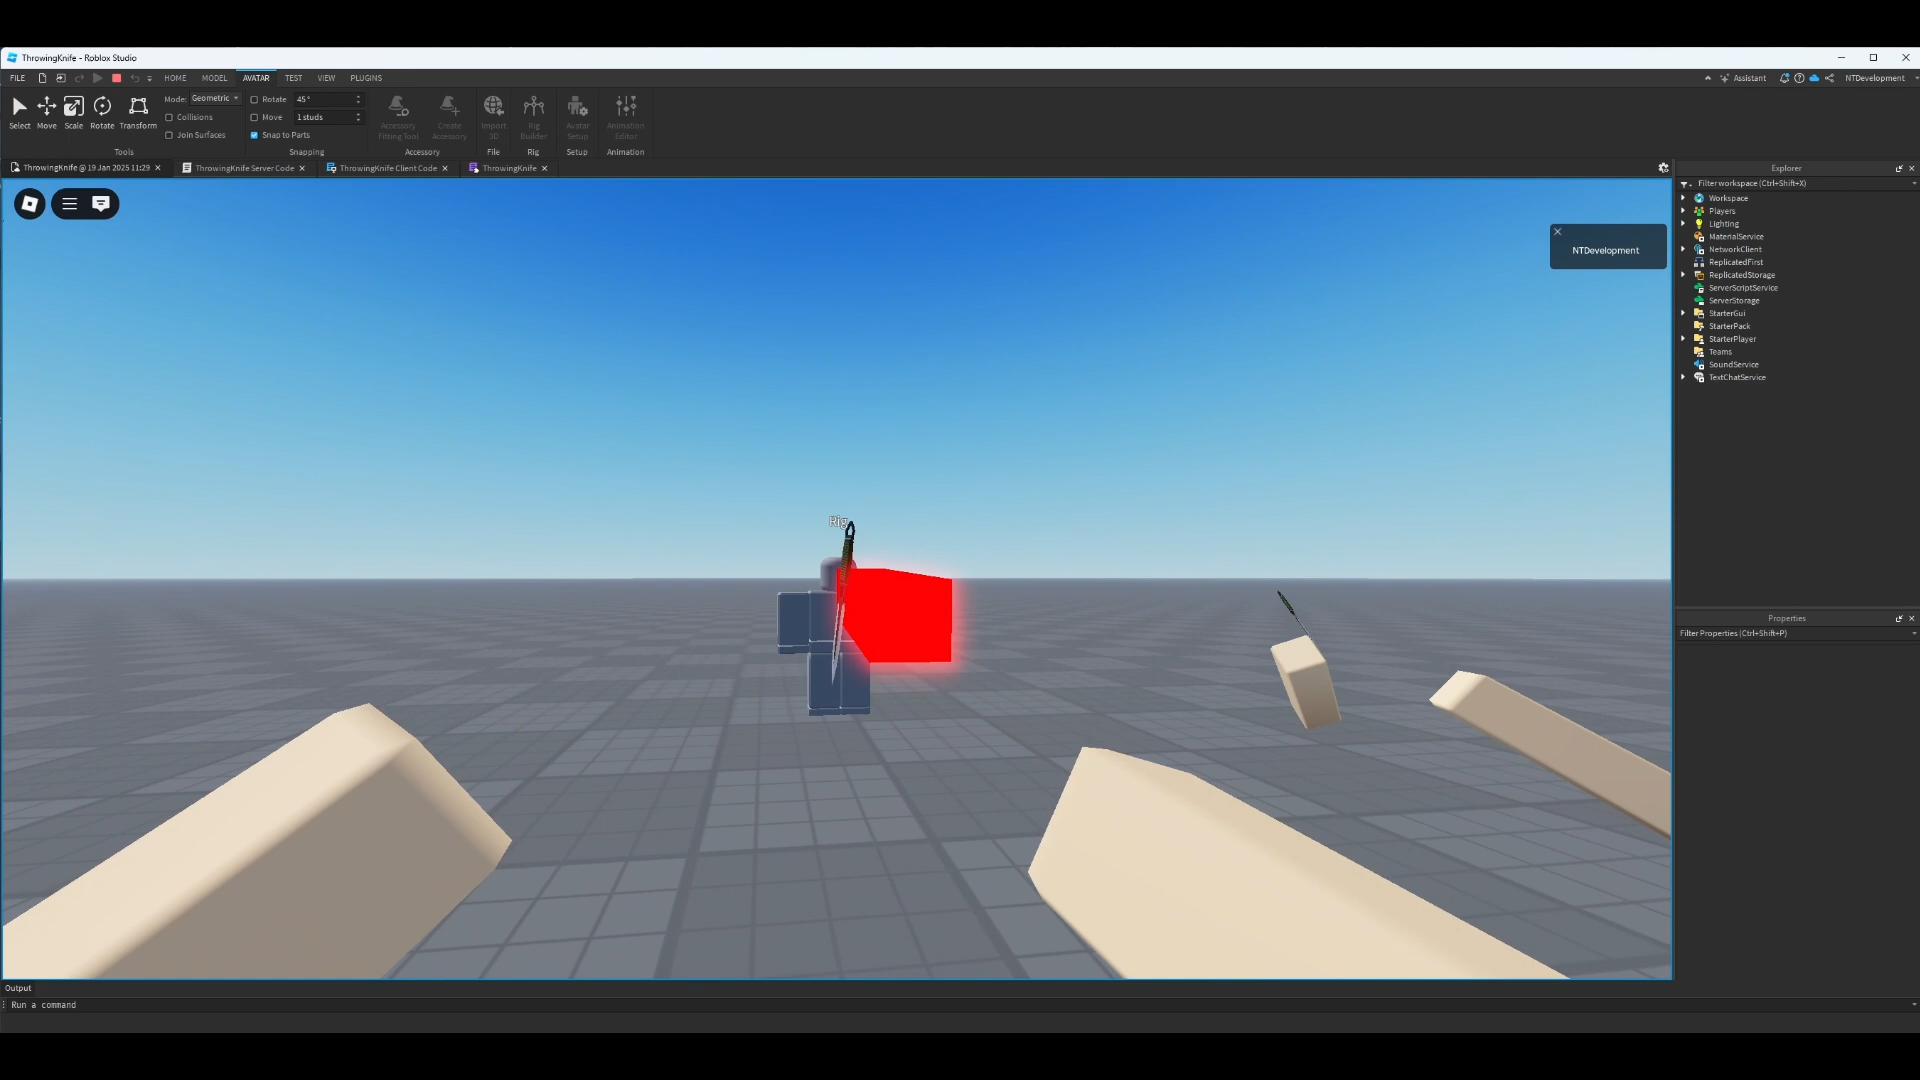 ThrowingKnife - Roblox Studio
FILE HOME MODEL AVATAR TEST VIEW PLUGINS Assistant NTDevelopment
Select Move Scale Rotate Transform
Mode: Geometric
Collisions
Join Surfaces
Tools
Rotate 45°
Move 1 studs
Snap to Parts
Snapping
Accessory Fitting Tool
Create Accessory
Accessory
Import 3D
File
Rig Builder
Rig
Avatar Setup
Setup
Animation Editor
Animation
ThrowingKnife @ 19 Jan 2025 11:29
ThrowingKnife Server Code
ThrowingKnife Client Code
ThrowingKnife
NTDevelopment
Rig
Explorer
Filter workspace (Ctrl+Shift+X)
Workspace
Players
Lighting
MaterialService
NetworkClient
ReplicatedFirst
ReplicatedStorage
ServerScriptService
ServerStorage
StarterGui
StarterPack
StarterPlayer
Teams
SoundService
TextChatService
Properties
Filter Properties (Ctrl+Shift+P)
Output
Run a command